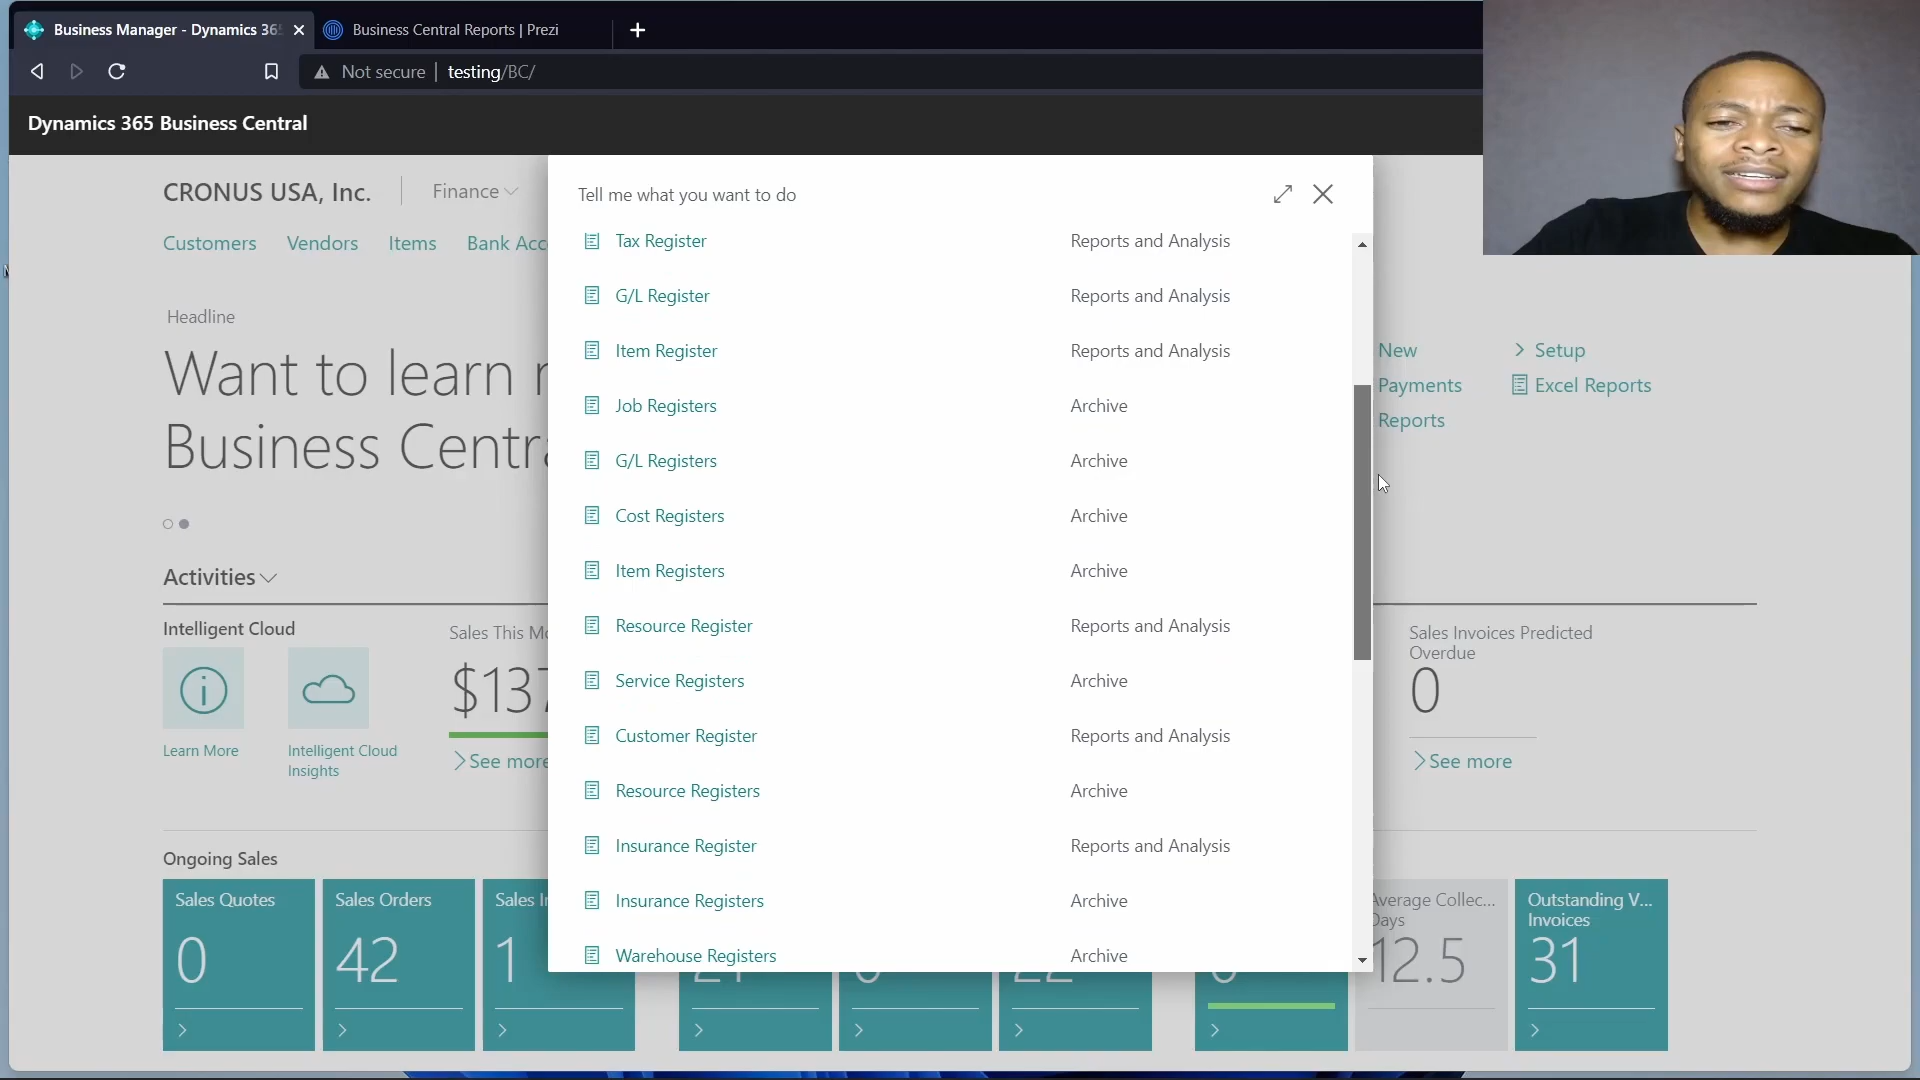 Business Manager - Dynamics 36
Business Central Reports | Prezi
Not secure | testing/BC/
Dynamics 365 Business Central
CRONUS USA, Inc.
Finance
Customers
Vendors
Items
Bank Acc
Headline
Want to learn
Business Centr
Tell me what you want to do
Tax Register Reports and Analysis
G/L Register Reports and Analysis
Item Register Reports and Analysis
Job Registers Archive
G/L Registers Archive
Cost Registers Archive
Item Registers Archive
Resource Register Reports and Analysis
Service Registers Archive
Customer Register Reports and Analysis
Resource Registers Archive
Insurance Register Reports and Analysis
Insurance Registers Archive
Warehouse Registers Archive
New
Payments
Reports
Setup
Excel Reports
Activities
Intelligent Cloud
Learn More
Intelligent Cloud
Insights
Sales This Mo
$137
See more
Sales Invoices Predicted
Overdue
0
See more
Ongoing Sales
Sales Quotes
0
Sales Orders
42
Sales In
1
Average Collec...
Days
12.5
Outstanding V...
Invoices
31